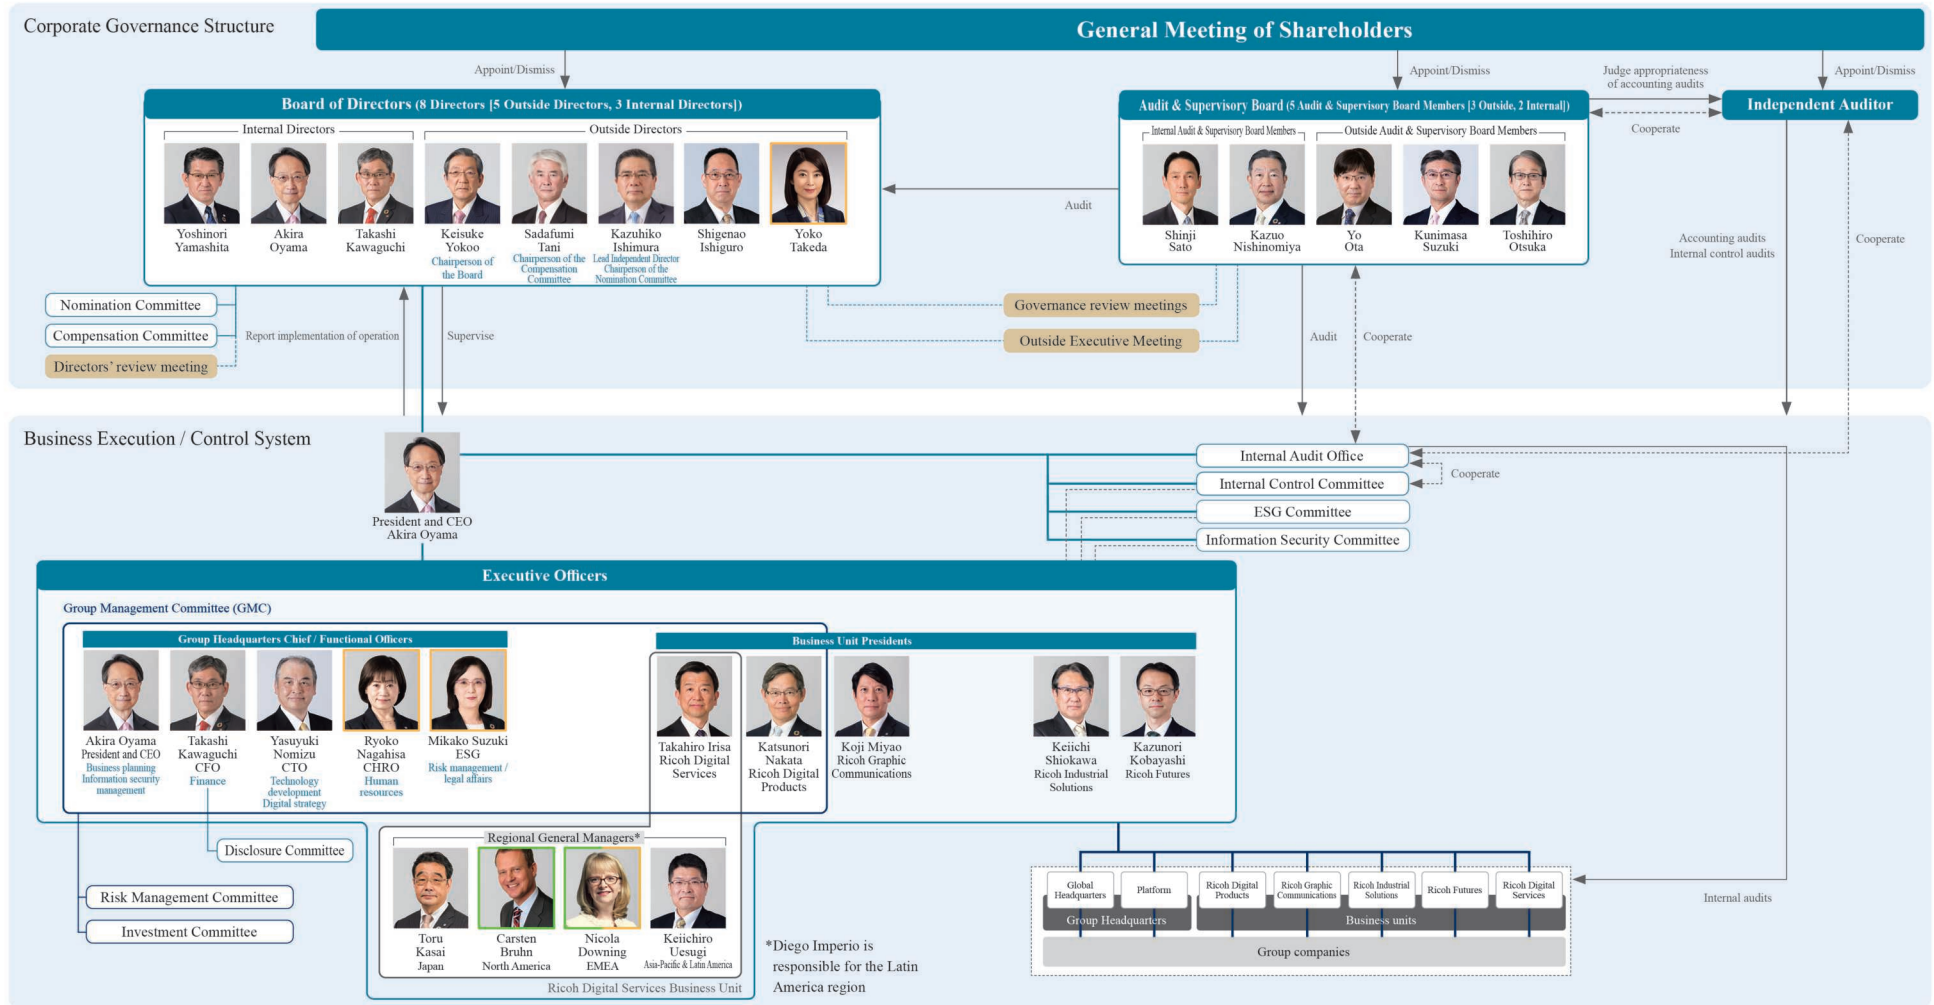 Corporate Governance Structure
General Meeting of Shareholders
Appoint/Dismiss
Appoint/Dismiss
Judge appropriateness
of accounting audits
Appoint/Dismiss
Board of Directors (8 Directors [5 Outside Directors, 3 Internal Directors])
Internal Directors
Outside Directors
Yoshinori
Yamashita
Akira
Oyama
Takashi
Kawaguchi
Keisuke
Yokoo
Chairperson of
the Board
Sadafumi
Tani
Chairperson of the
Compensation
Committee
Kazuhiko
Ishimura
Lead Independent Director
Chairperson of the
Nomination Committee
Shigenao
Ishiguro
Yoko
Takeda
Audit
Audit & Supervisory Board (5 Audit & Supervisory Board Members [3 Outside, 2 Internal])
Internal Audit & Supervisory Board Members
Outside Audit & Supervisory Board Members
Shinji
Sato
Kazuo
Nishinomiya
Yo
Ota
Kunimasa
Suzuki
Toshihiro
Otsuka
Independent Auditor
Cooperate
Accounting audits
Internal control audits
Cooperate
Nomination Committee
Compensation Committee
Directors' review meeting
Report implementation of operation
Supervise
Governance review meetings
Outside Executive Meeting
Audit
Cooperate
Business Execution / Control System
President and CEO
Akira Oyama
Internal Audit Office
Internal Control Committee
ESG Committee
Information Security Committee
Cooperate
Executive Officers
Group Management Committee (GMC)
Group Headquarters Chief / Functional Officers
Akira Oyama
President and CEO
Business planning
Information security
management
Takashi
Kawaguchi
CFO
Finance
Yasuyuki
Nomizu
CTO
Technology
development
Digital strategy
Ryoko
Nagahisa
CHRO
Human
resources
Mikako Suzuki
ESG
Risk management /
legal affairs
Business Unit Presidents
Takahiro Irisa
Ricoh Digital
Services
Katsunori
Nakata
Ricoh Digital
Products
Koji Miyao
Ricoh Graphic
Communications
Keiichi
Shiokawa
Ricoh Industrial
Solutions
Kazunori
Kobayashi
Ricoh Futures
Disclosure Committee
Risk Management Committee
Investment Committee
Regional General Managers*
Toru
Kasai
Japan
Carsten
Bruhn
North America
Nicola
Downing
EMEA
Keiichiro
Uesugi
Asia-Pacific & Latin America
Ricoh Digital Services Business Unit
*Diego Imperio is
responsible for the Latin
America region
Global
Headquarters
Platform
Ricoh Digital
Products
Ricoh Graphic
Communications
Ricoh Industrial
Solutions
Ricoh Futures
Ricoh Digital
Services
Group Headquarters
Business units
Group companies
Internal audits